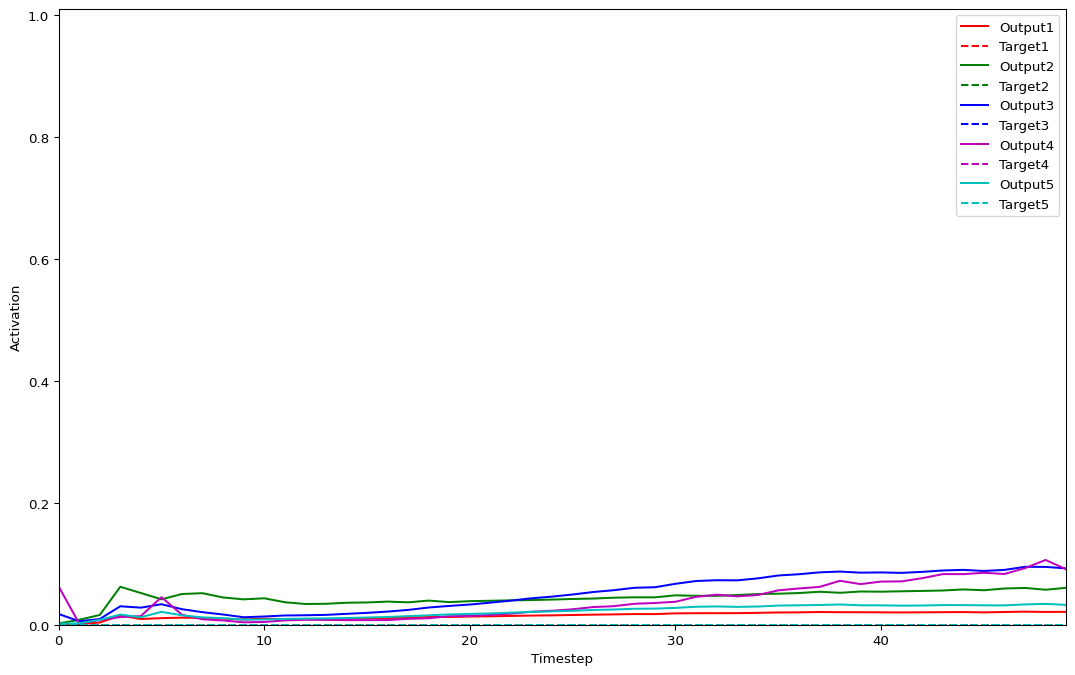 1.0
0.8
0.6
0.4
0.2
0.0
Activation
0
10
20
30
40
Timestep
Output1
Target1
Output2
Target2
Output3
Target3
Output4
Target4
Output5
Target5